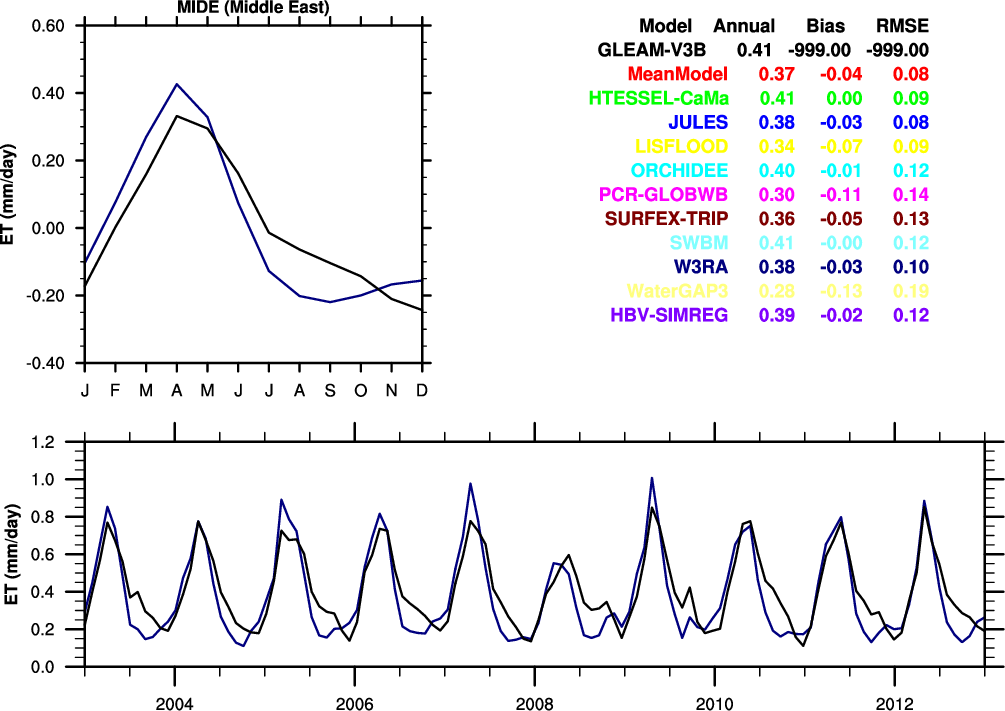 MIDE (Middle East)
0.60
0.40
0.20
0.00
-0.20
-0.40
ET (mm/day)
J F M A M J J A S O N D
Model Annual Bias RMSE
GLEAM-V3B 0.41 -999.00 -999.00
MeanModel 0.37 -0.04 0.08
HTESSEL-CaMa 0.41 0.00 0.09
JULES 0.38 -0.03 0.08
LISFLOOD 0.34 -0.07 0.09
ORCHIDEE 0.40 -0.01 0.12
PCR-GLOBWB 0.30 -0.11 0.14
SURFEX-TRIP 0.36 -0.05 0.13
SWBM 0.41 -0.00 0.12
W3RA 0.38 -0.03 0.10
WaterGAP3 0.28 -0.13 0.19
HBV-SIMREG 0.39 -0.02 0.12
1.2
1.0
0.8
0.6
0.4
0.2
0.0
ET (mm/day)
2004 2006 2008 2010 2012